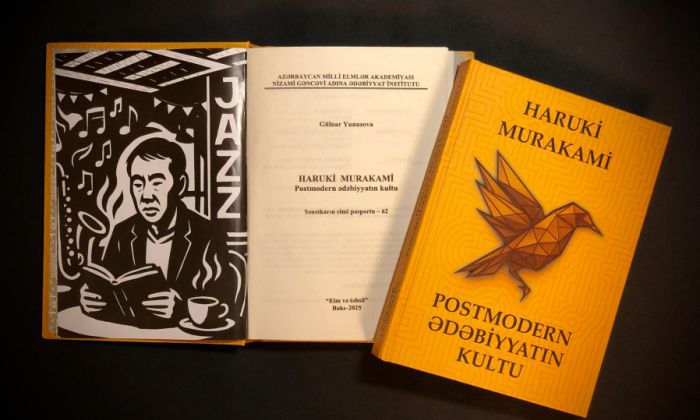 JAZZ
AZƏRBAYCAN MİLLİ ELMLƏR AKADEMİYASI
NİZAMİ GƏNCƏVİ ADINA ƏDƏBİYYAT İNSTİTUTU
Gülnar Yunusova
HARUKİ MURAKAMİ
Postmodern ədəbiyyatın kultu
Sənətkarın elmi pasportu – 62
“Elm və təhsil”
Bakı–2025
HARUKİ
MURAKAMİ
POSTMODERN
ƏDƏBİYYATIN
KULTU